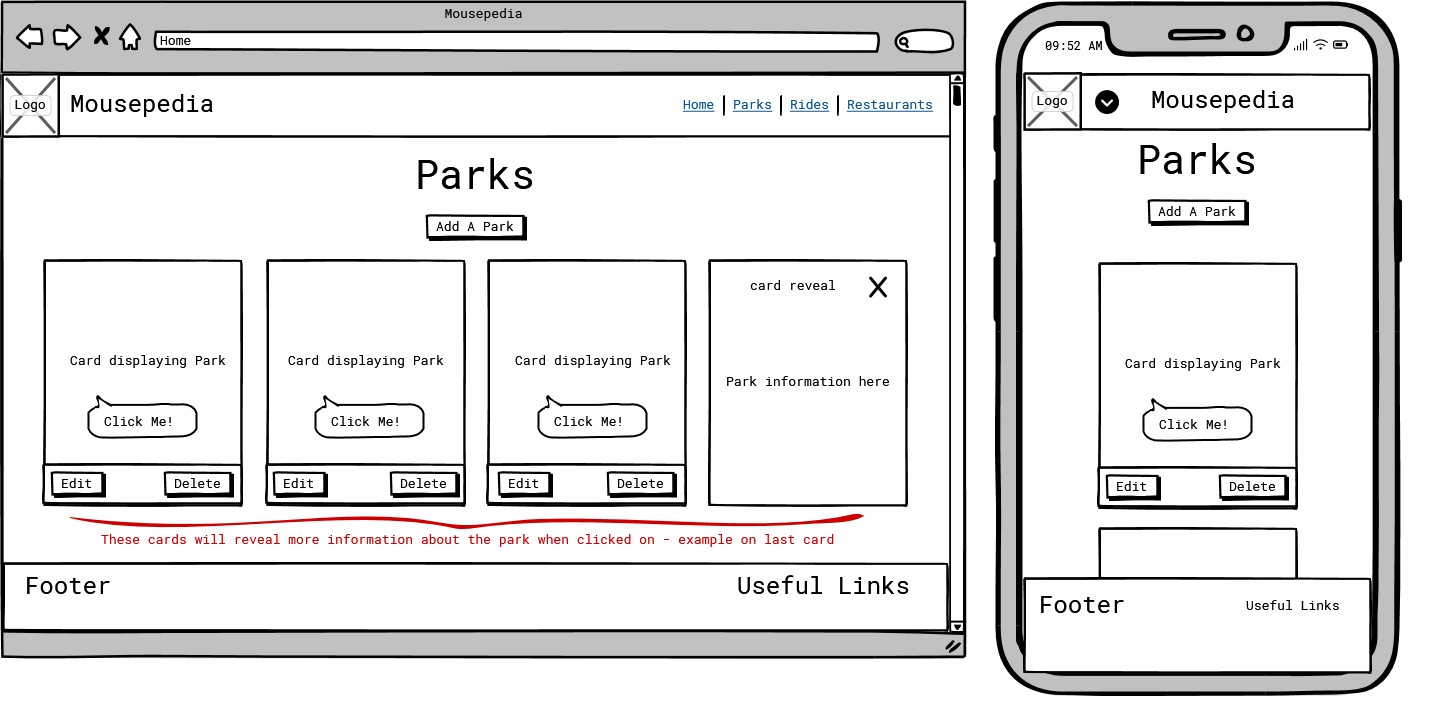 Mousepedia
Home
Logo
Mousepedia
Home
Parks
Rides
Restaurants
Parks
Add A Park
Card displaying Park
Click Me!
Edit
Delete
Card displaying Park
Click Me!
Edit
Delete
Card displaying Park
Click Me!
Edit
Delete
card reveal
Park information here
These cards will reveal more information about the park when clicked on - example on last card
Footer
Useful Links
09:52 AM
Logo
Mousepedia
Parks
Add A Park
Card displaying Park
Click Me!
Edit
Delete
Footer
Useful Links